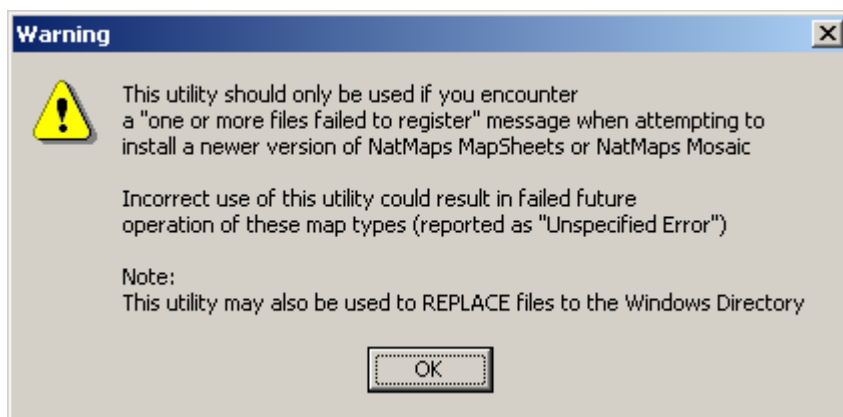 Warning
This utility should only be used if you encounter
a "one or more files failed to register" message when attempting to
install a newer version of NatMaps MapSheets or NatMaps Mosaic
Incorrect use of this utility could result in failed future
operation of these map types (reported as "Unspecified Error")
Note:
This utility may also be used to REPLACE files to the Windows Directory
OK